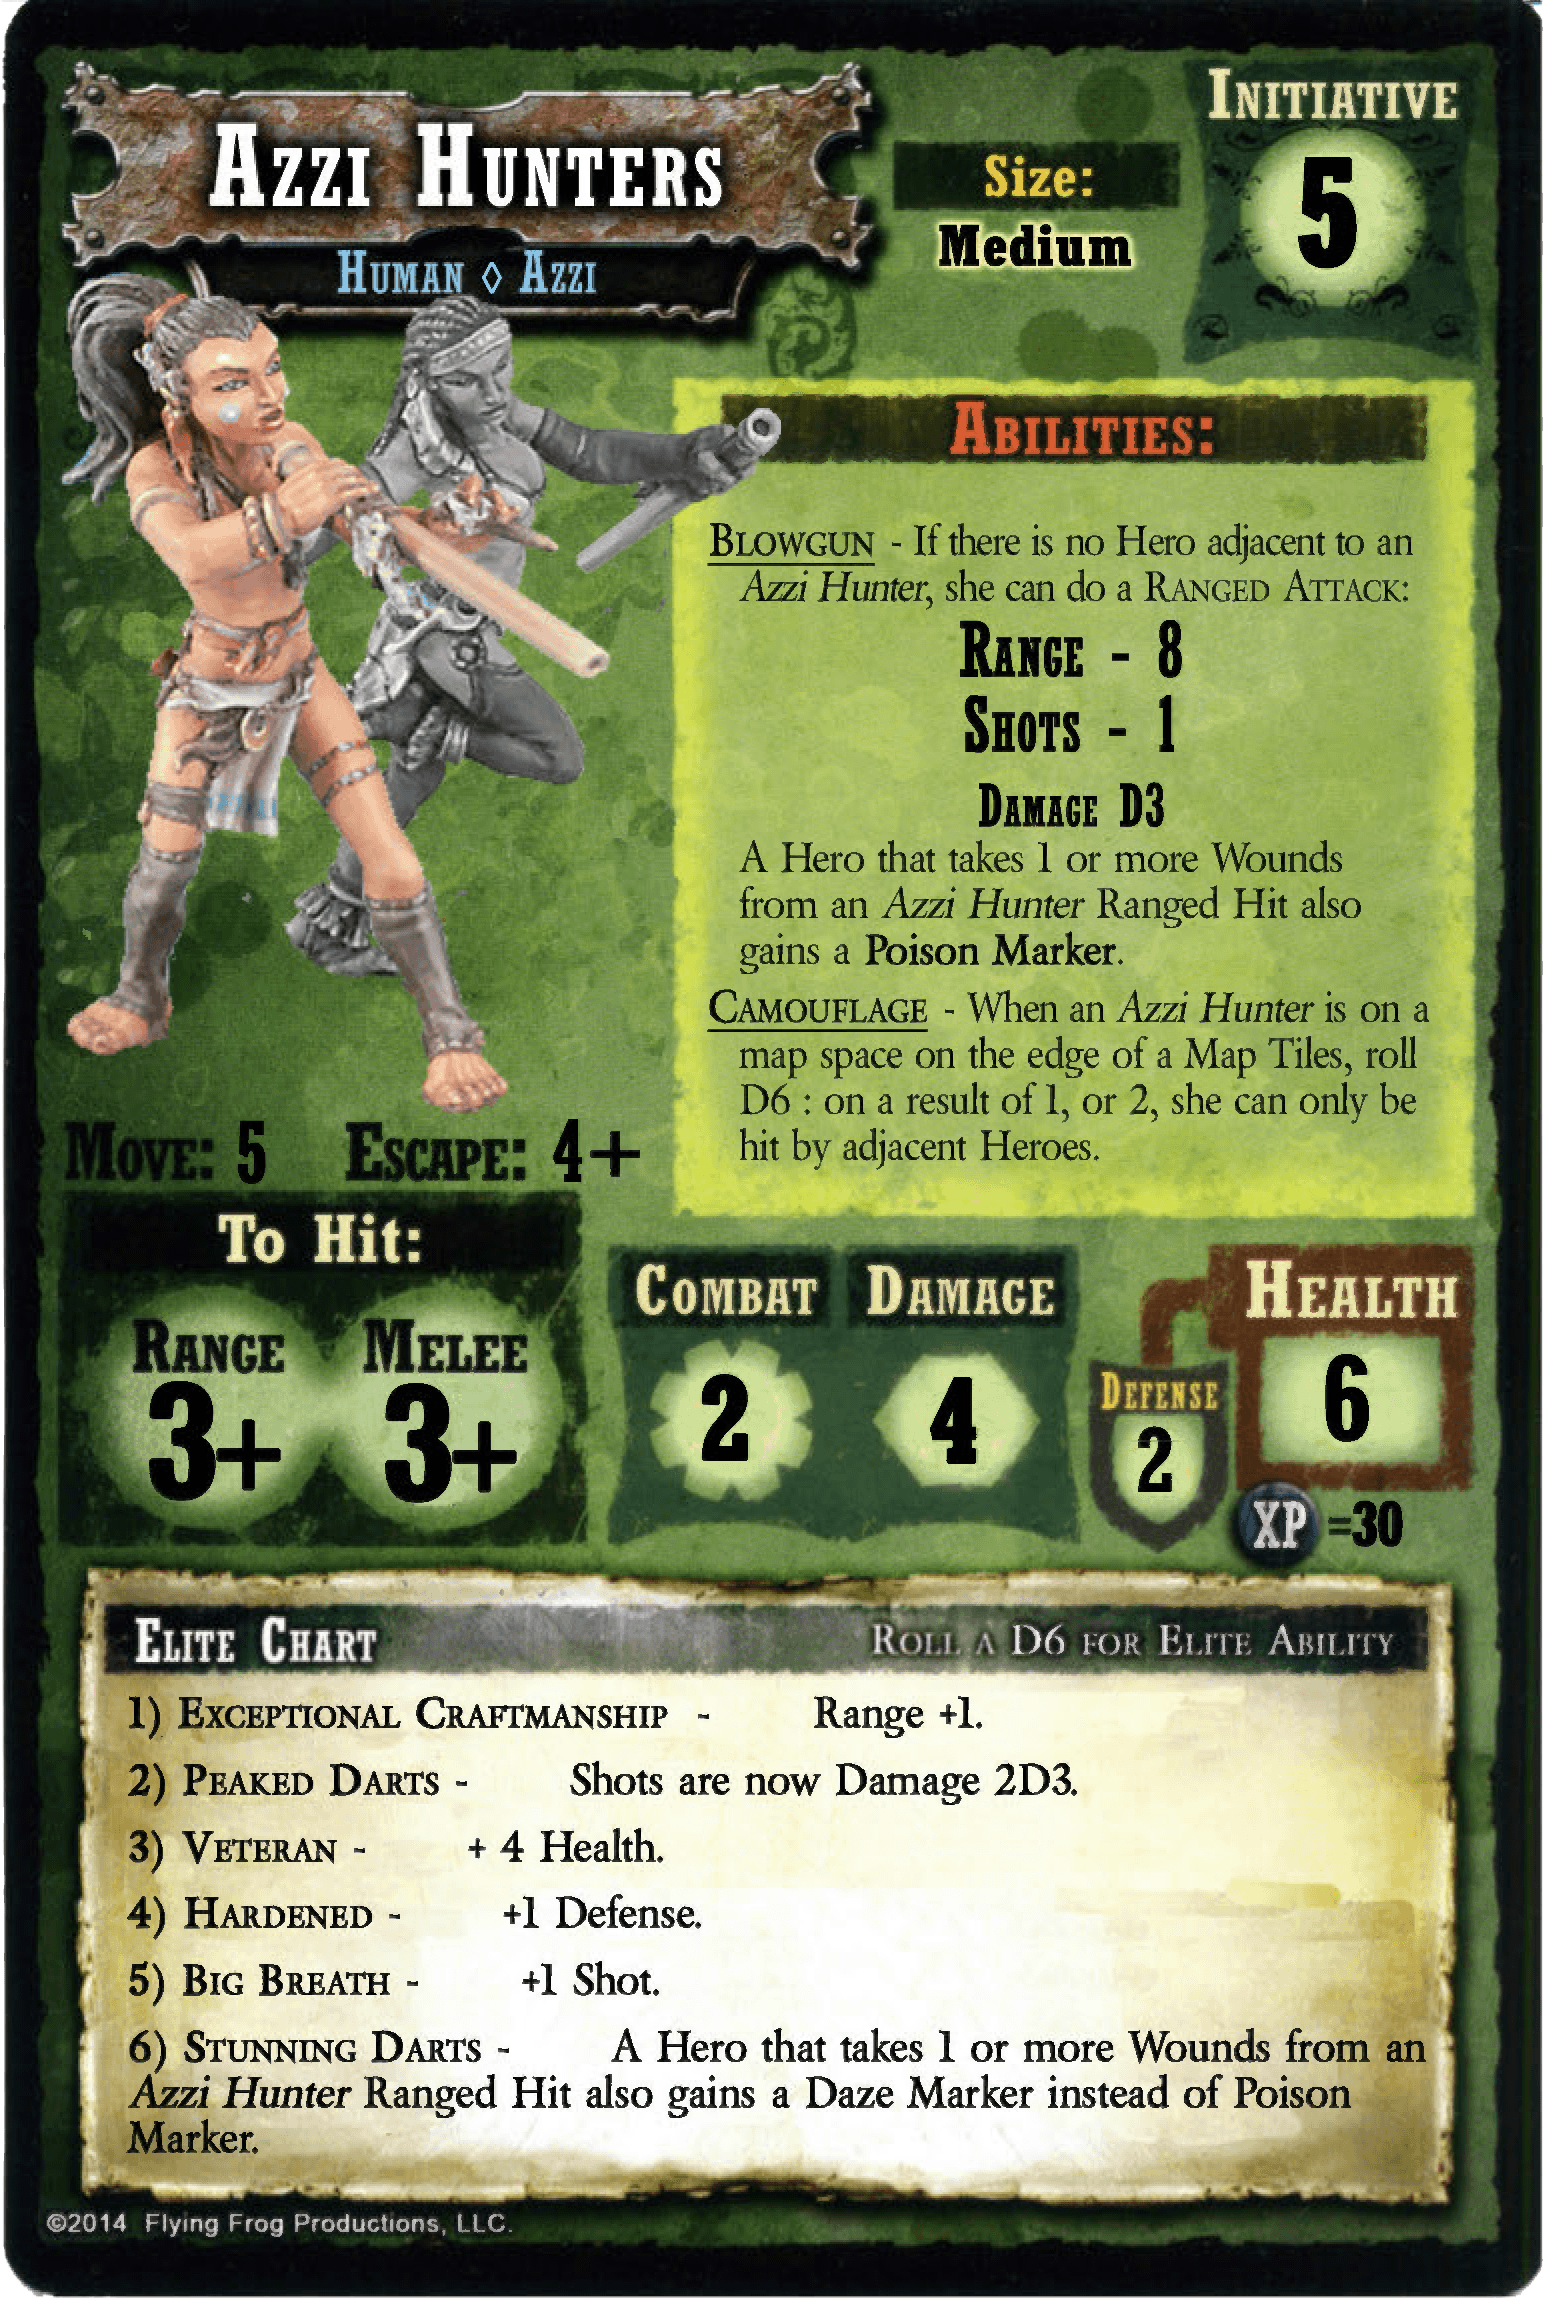 Azzi Hunters
Human ◊ Azzi
Size:
Medium
Initiative
5
Abilities:
Blowgun - If there is no Hero adjacent to an
Azzi Hunter, she can do a Ranged Attack:
Range - 8
Shots - 1
Damage D3
A Hero that takes 1 or more Wounds
from an Azzi Hunter Ranged Hit also
gains a Poison Marker.
Camouflage - When an Azzi Hunter is on a
map space on the edge of a Map Tiles, roll
D6 : on a result of 1, or 2, she can only be
hit by adjacent Heroes.
Move: 5 Escape: 4+
To Hit:
Range
3+
Melee
3+
Combat
2
Damage
4
Defense
2
Health
6
XP =30
Elite Chart Roll a D6 for Elite Ability
1) Exceptional Craftmanship - Range +1.
2) Peaked Darts - Shots are now Damage 2D3.
3) Veteran - + 4 Health.
4) Hardened - +1 Defense.
5) Big Breath - +1 Shot.
6) Stunning Darts - A Hero that takes 1 or more Wounds from an
Azzi Hunter Ranged Hit also gains a Daze Marker instead of Poison
Marker.
©2014 Flying Frog Productions, LLC.